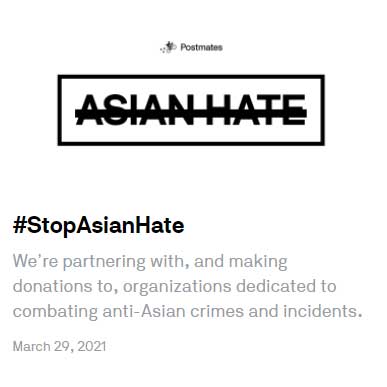 Postmates
ASIAN HATE
#StopAsianHate
We're partnering with, and making
donations to, organizations dedicated to
combating anti-Asian crimes and incidents.
March 29, 2021